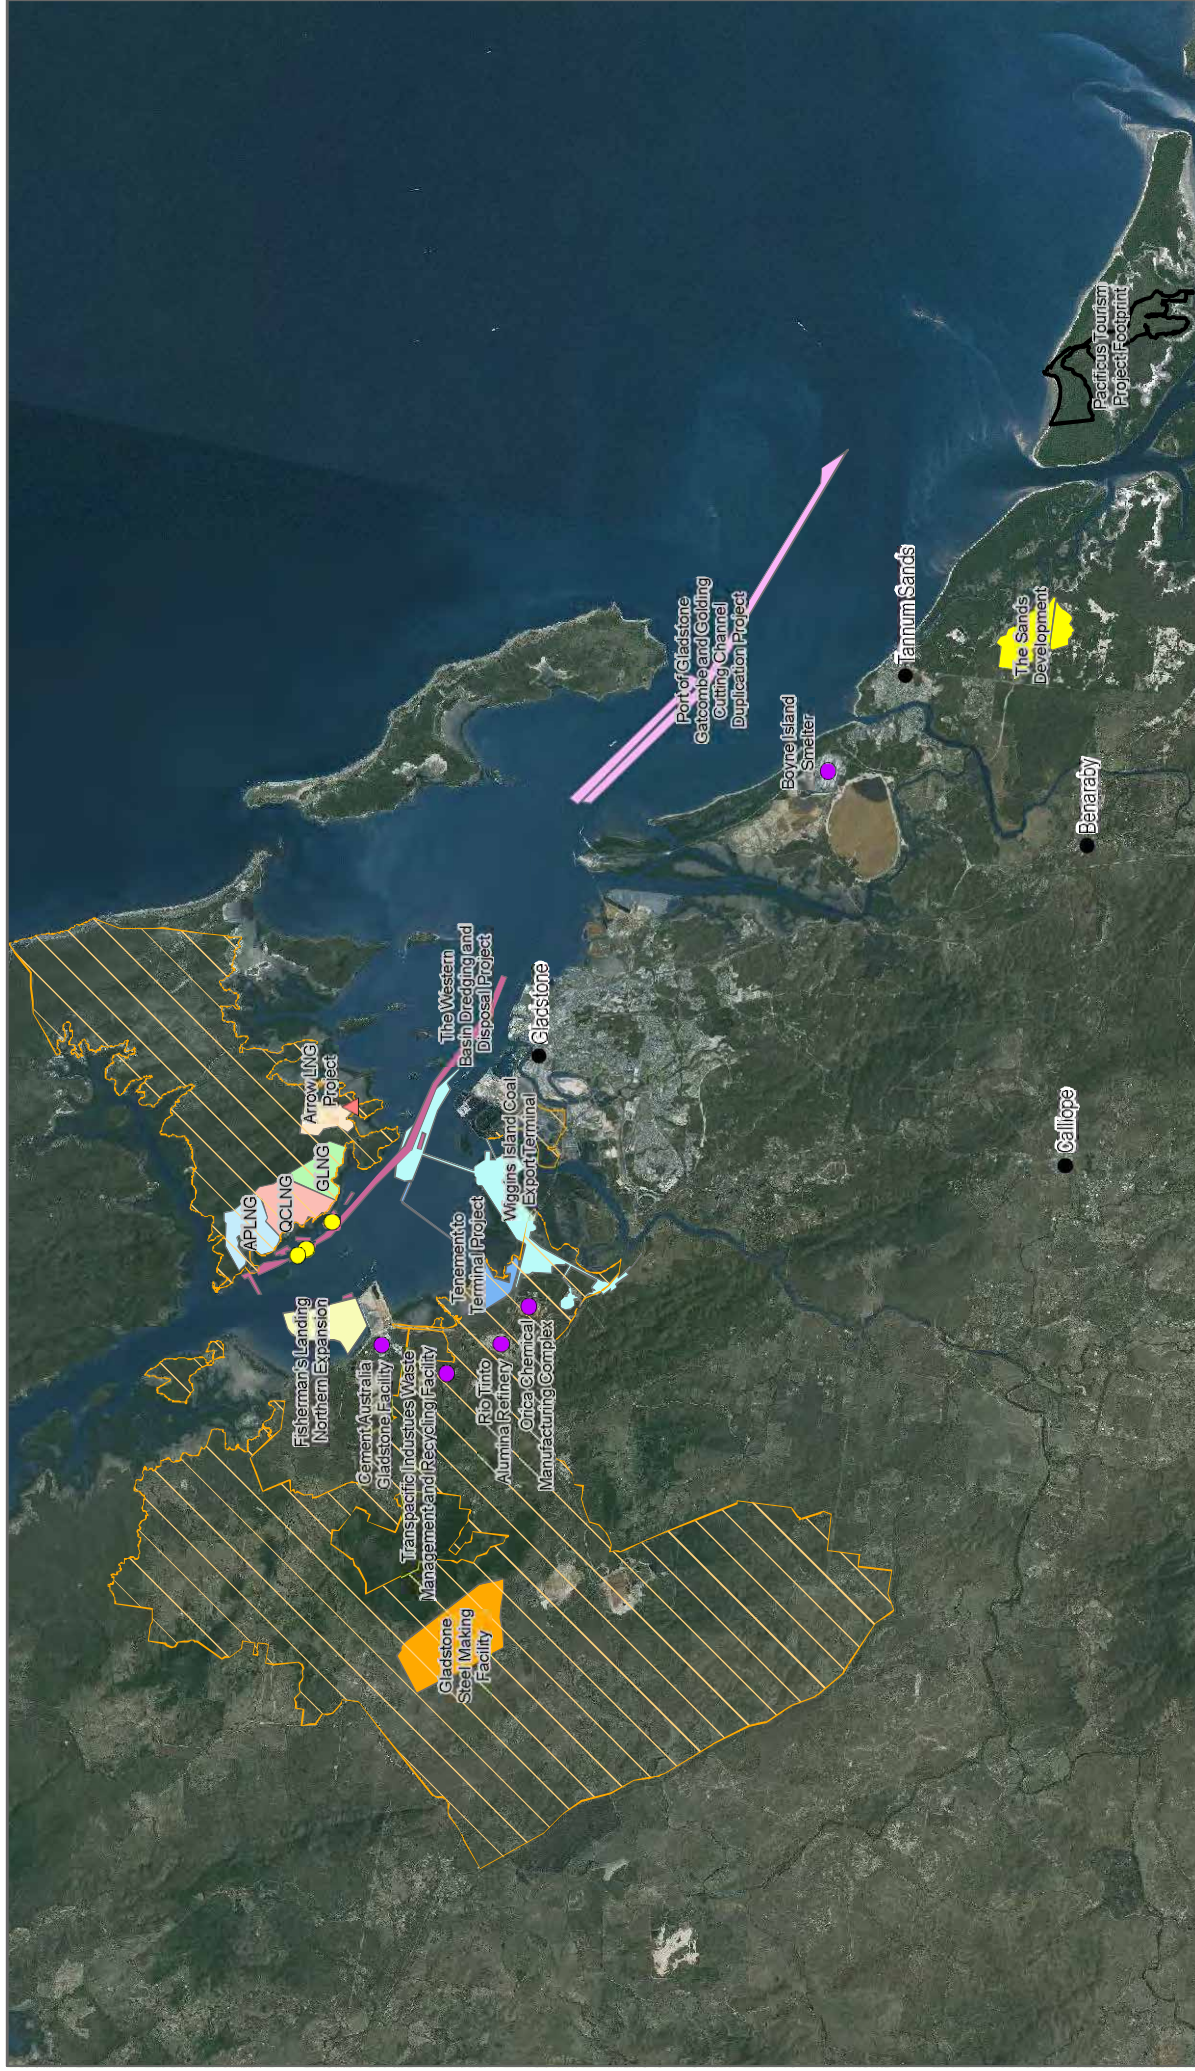 APLNG
QCLNG
GLNG
Arrow LNG
Project
The Western
Basin Dredging and
Disposal Project
Fisherman's Landing
Northern Expansion
Cement Australia
Gladstone Facility
Transpacific Industries Waste
Management and Recycling Facility
Gladstone
Steel Making
Facility
Tenement to
Terminal Project
Rio Tinto
Alumina Refinery
Orica Chemical
Manufacturing Complex
Wiggins Island Coal
Export Terminal
Gladstone
Port of Gladstone
Gatcombe and Golding
Cutting Channel
Duplication Project
Boyne Island
Smelter
Tannum Sands
The Sands
Development
Pacificus Tourism
Project Footprint
Benaraby
Calliope